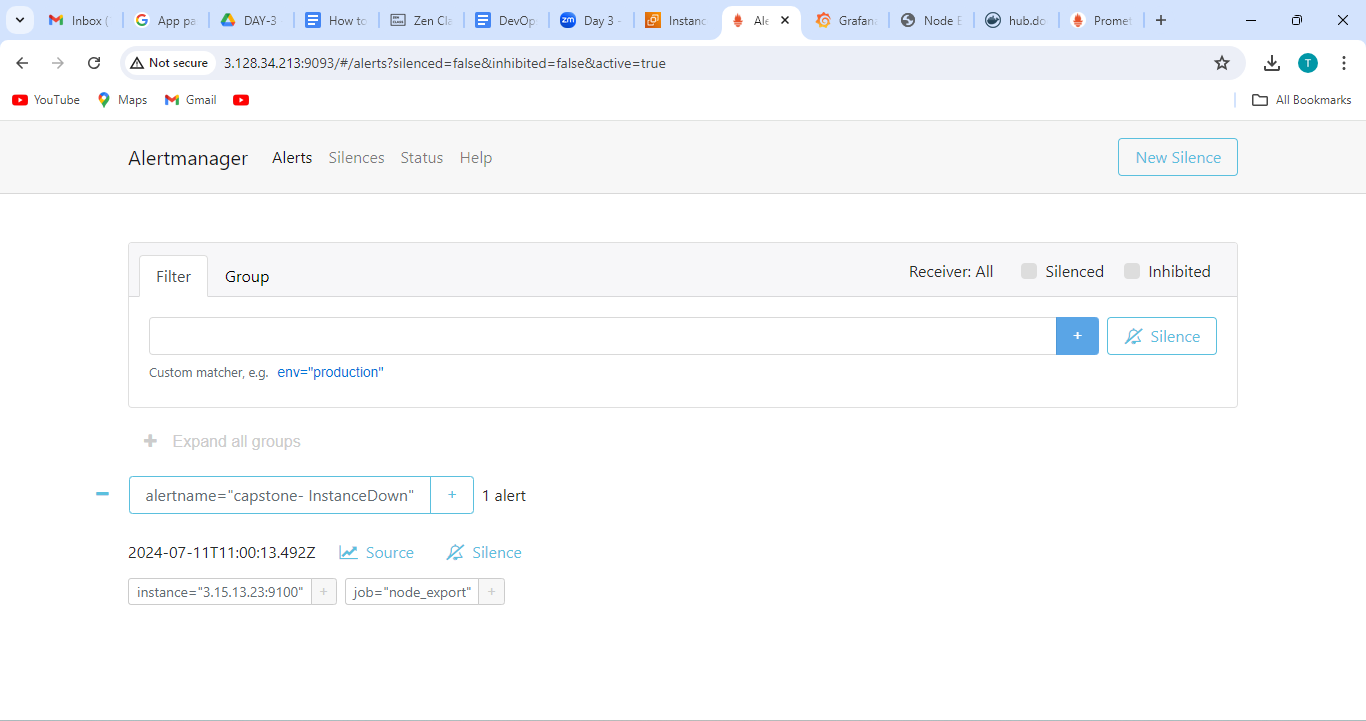 Inbox ( App pa DAY-3 How to Zen Cla DevOp Day 3 - Instanc Ale Grafan Node E hub.do Promet
Not secure 3.128.34.213:9093/#/alerts?silenced=false&inhibited=false&active=true T
YouTube Maps Gmail All Bookmarks
Alertmanager Alerts Silences Status Help New Silence
Filter Group Receiver: All Silenced Inhibited
+ Silence
Custom matcher, e.g. env="production"
+ Expand all groups
alertname="capstone- InstanceDown" + 1 alert
2024-07-11T11:00:13.492Z Source Silence
instance="3.15.13.23:9100" + job="node_export" +